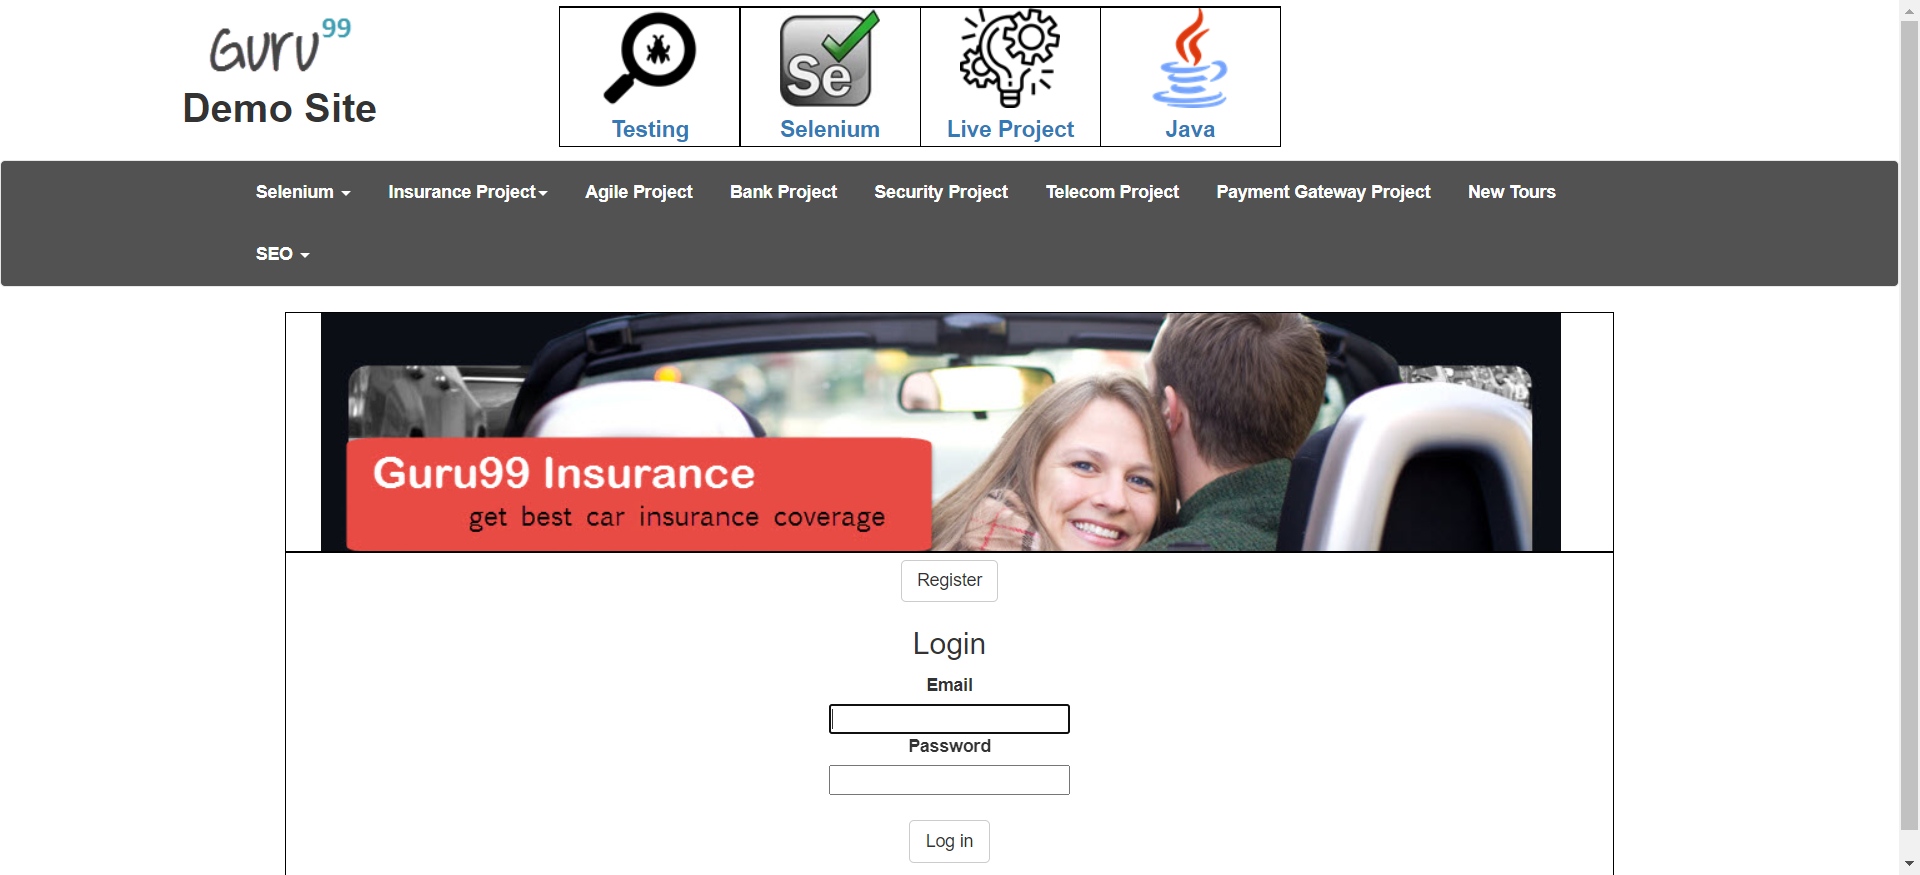 Guru99
Demo Site
Se
Testing
Selenium
Live Project
Java
Selenium
Insurance Project
Agile Project
Bank Project
Security Project
Telecom Project
Payment Gateway Project
New Tours
SEO
Guru99 Insurance
get best car insurance coverage
Register
Login
Email
Password
Log in